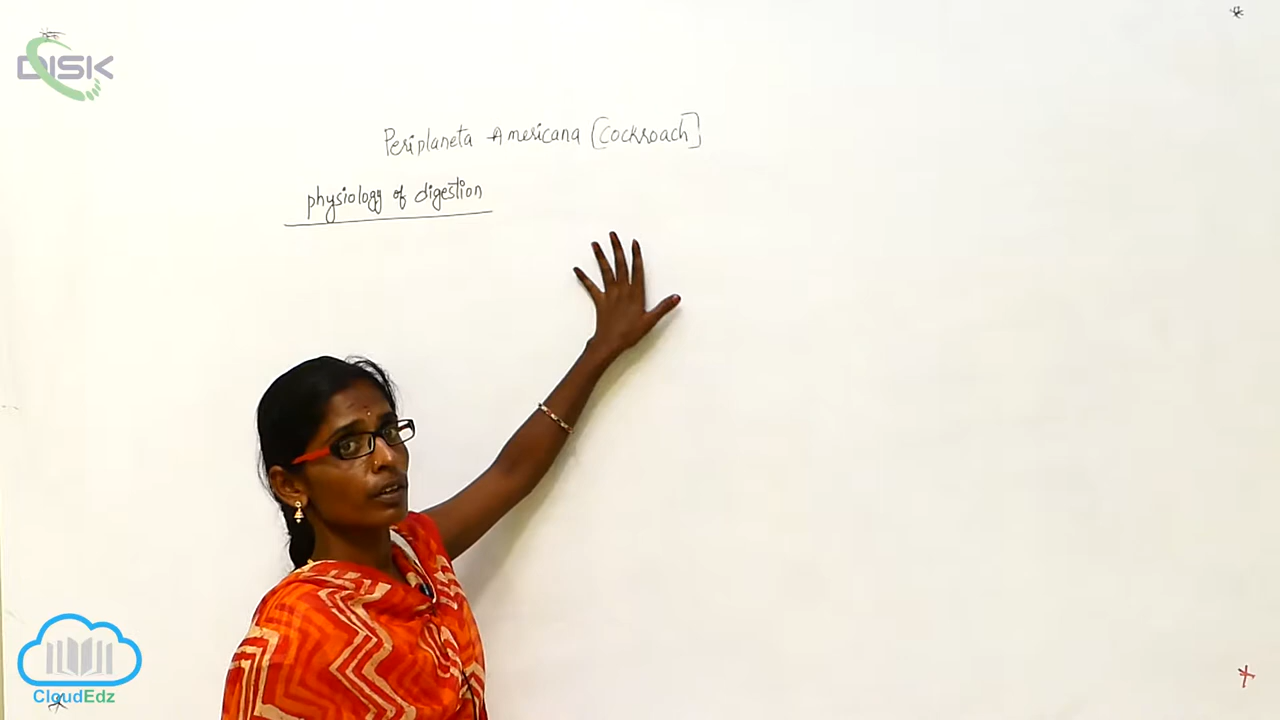 DISK
Periplaneta Americana [Cockroach]
physiology of digestion
CloudEdz